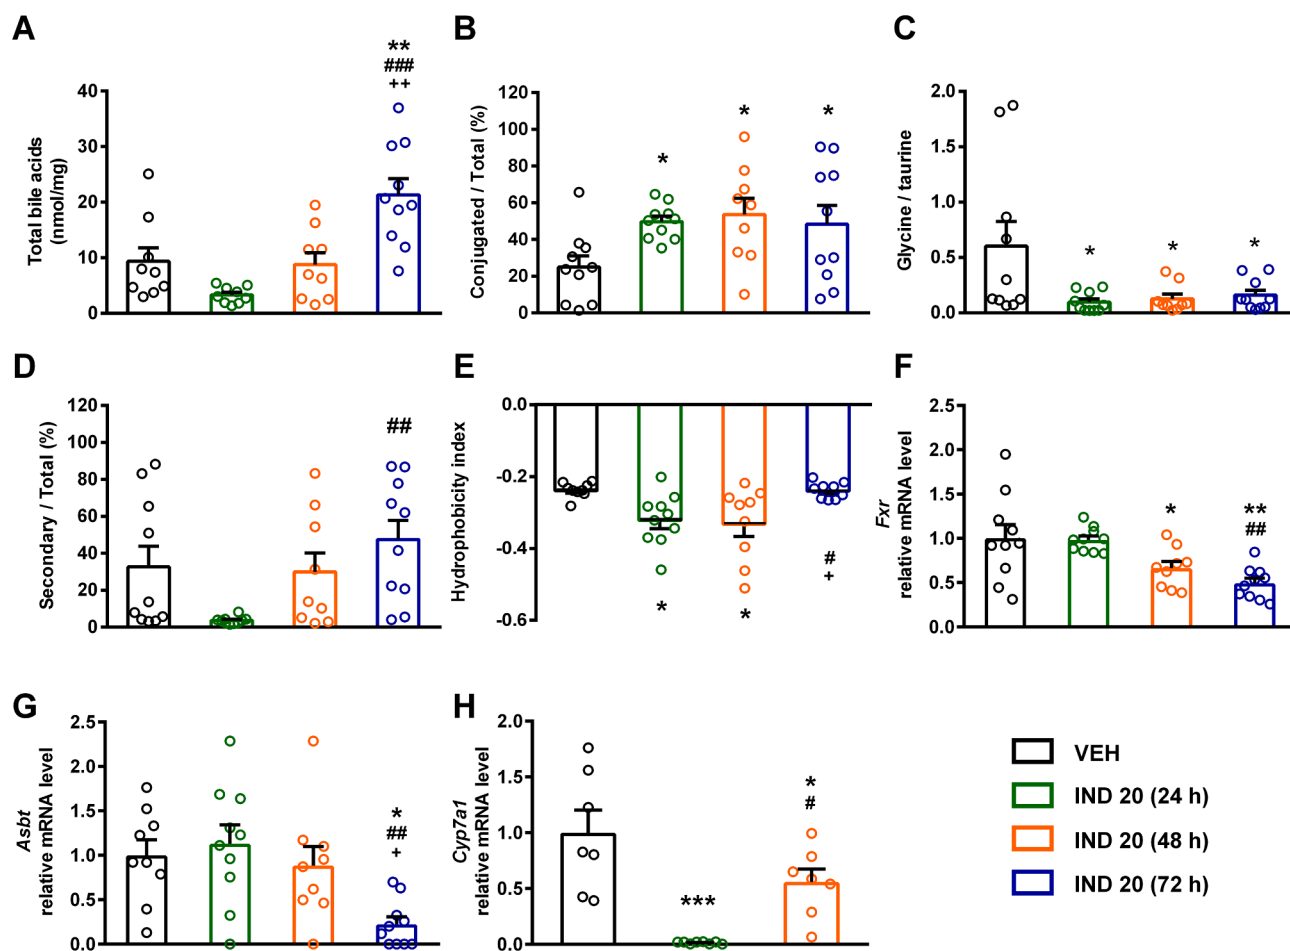 A
Total bile acids
(nmol/mg)
40
30
20
10
0
**
###
++
B
Conjugated / Total (%)
120
100
80
60
40
20
0
*
*
*
C
Glycine / taurine
2.0
1.5
1.0
0.5
0.0
*
*
*
D
Secondary / Total (%)
120
100
80
60
40
20
0
##
E
Hydrophobicity index
0.0
-0.2
-0.4
-0.6
*
*
#
+
F
Fxr
relative mRNA level
2.5
2.0
1.5
1.0
0.5
0.0
*
**
##
G
Asbt
relative mRNA level
2.5
2.0
1.5
1.0
0.5
0.0
*
##
+
H
Cyp7a1
relative mRNA level
2.0
1.5
1.0
0.5
0.0
***
*
#
VEH
IND 20 (24 h)
IND 20 (48 h)
IND 20 (72 h)